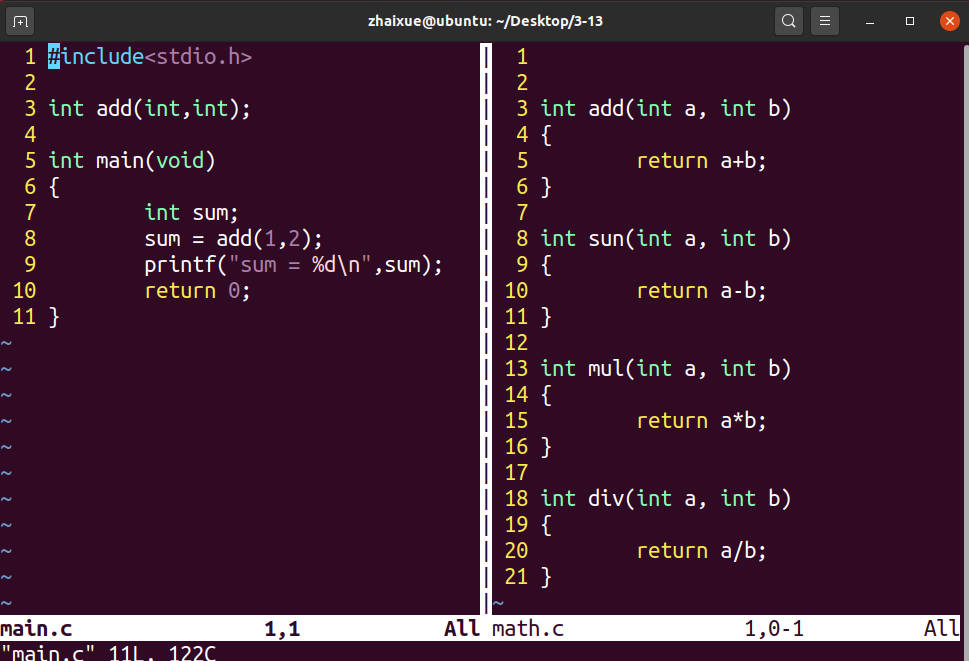 zhaixue@ubuntu: ~/Desktop/3-13
1 #include<stdio.h>
2
3 int add(int,int);
4
5 int main(void)
6 {
7         int sum;
8         sum = add(1,2);
9         printf("sum = %d\n",sum);
10         return 0;
11 }
~
~
~
~
~
~
~
~
~
~
~
main.c 1,1 All
1
2
3 int add(int a, int b)
4 {
5         return a+b;
6 }
7
8 int sun(int a, int b)
9 {
10         return a-b;
11 }
12
13 int mul(int a, int b)
14 {
15         return a*b;
16 }
17
18 int div(int a, int b)
19 {
20         return a/b;
21 }
~
math.c 1,0-1 All
"main.c" 11L, 122C